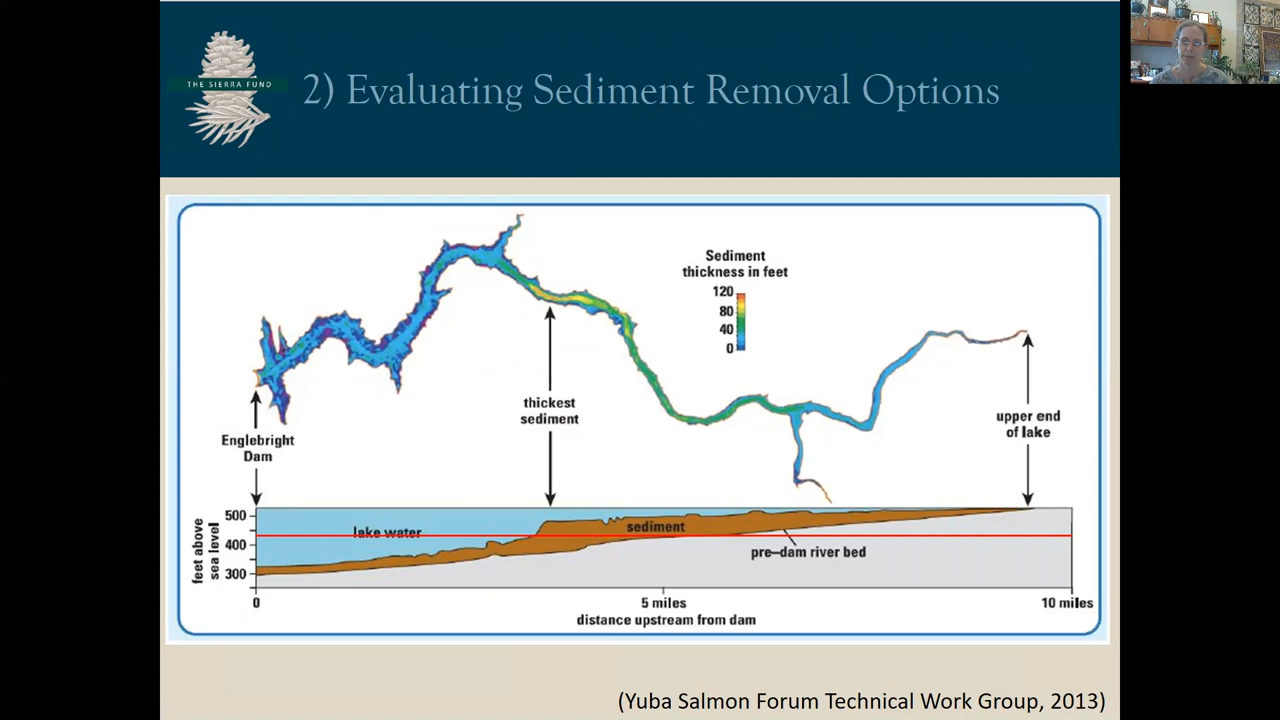 THE SIERRA FUND
2) Evaluating Sediment Removal Options
Sediment
thickness in feet
120
80
40
0
thickest
sediment
upper end
of lake
Englebright
Dam
feet above
sea level
500
400
300
lake water
sediment
pre–dam river bed
0
5 miles
10 miles
distance upstream from dam
(Yuba Salmon Forum Technical Work Group, 2013)